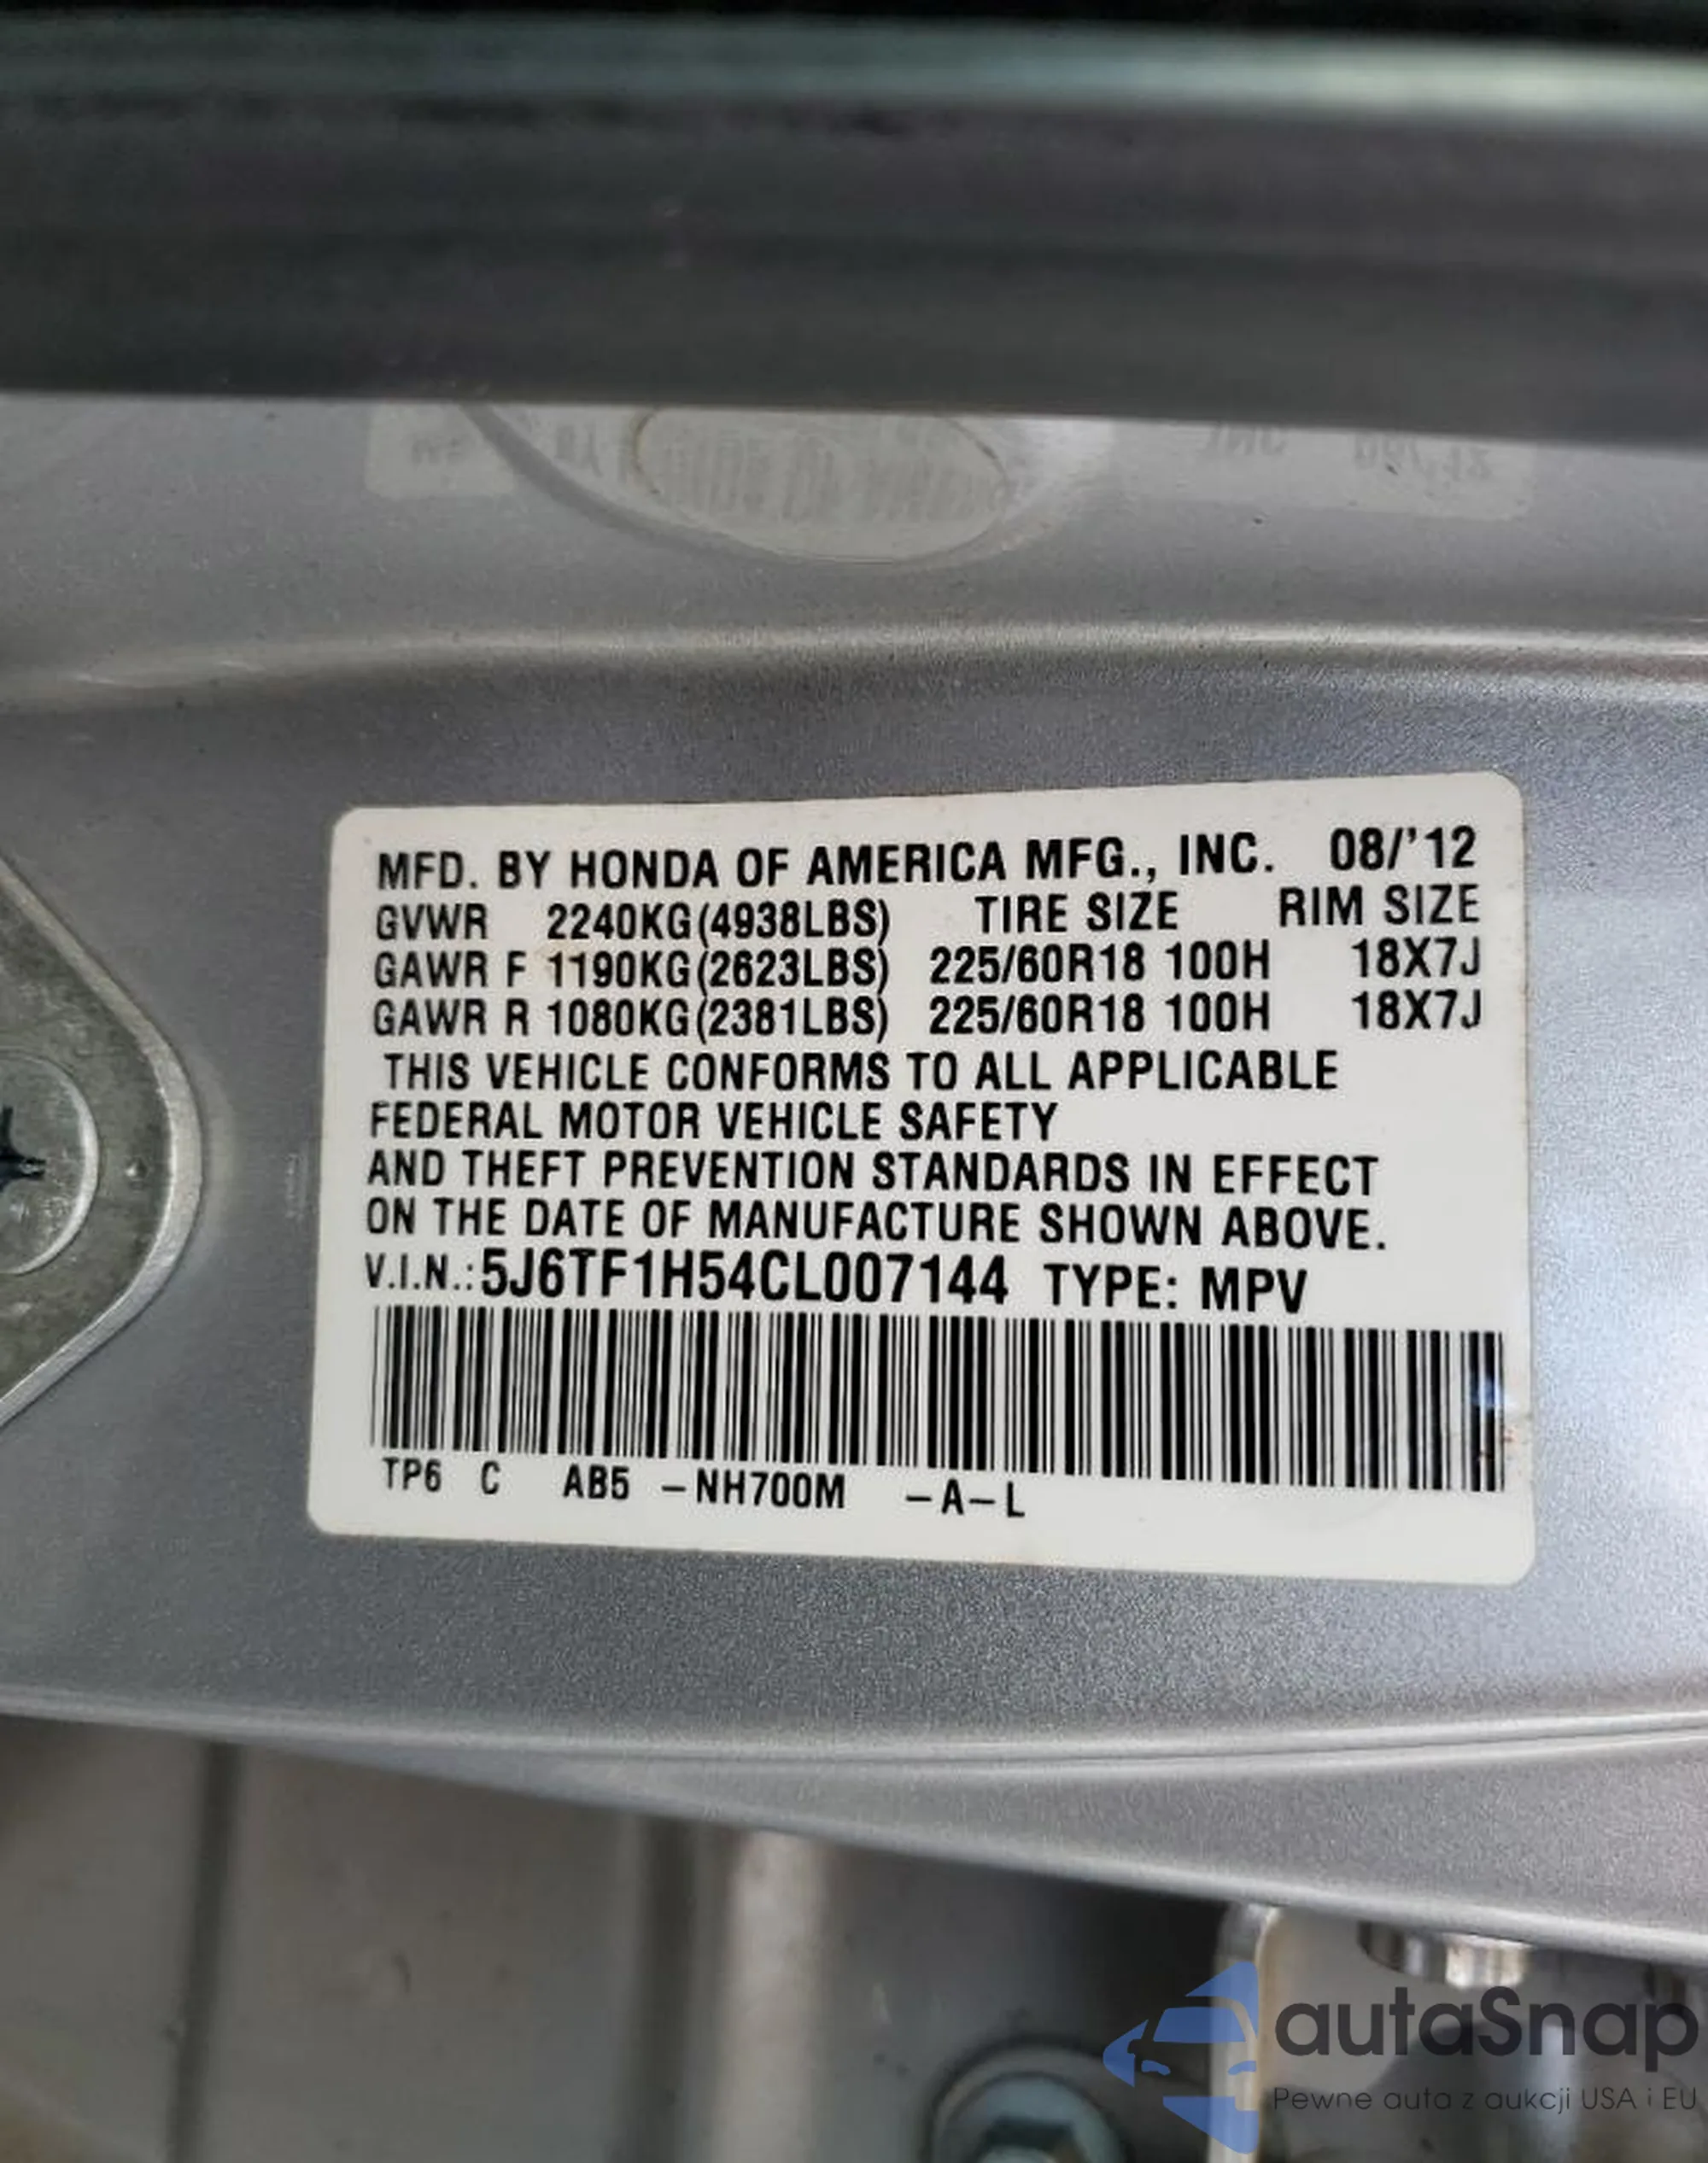 MFD. BY HONDA OF AMERICA MFG., INC. 08/'12
GVWR 2240KG(4938LBS) TIRE SIZE RIM SIZE
GAWR F 1190KG(2623LBS) 225/60R18 100H 18X7J
GAWR R 1080KG(2381LBS) 225/60R18 100H 18X7J
THIS VEHICLE CONFORMS TO ALL APPLICABLE
FEDERAL MOTOR VEHICLE SAFETY
AND THEFT PREVENTION STANDARDS IN EFFECT
ON THE DATE OF MANUFACTURE SHOWN ABOVE.
V.I.N.: 5J6TF1H54CL007144 TYPE: MPV
TP6 C AB5 -NH700M -A-L
autaSnap
Pewne auta z aukcji USA i EU